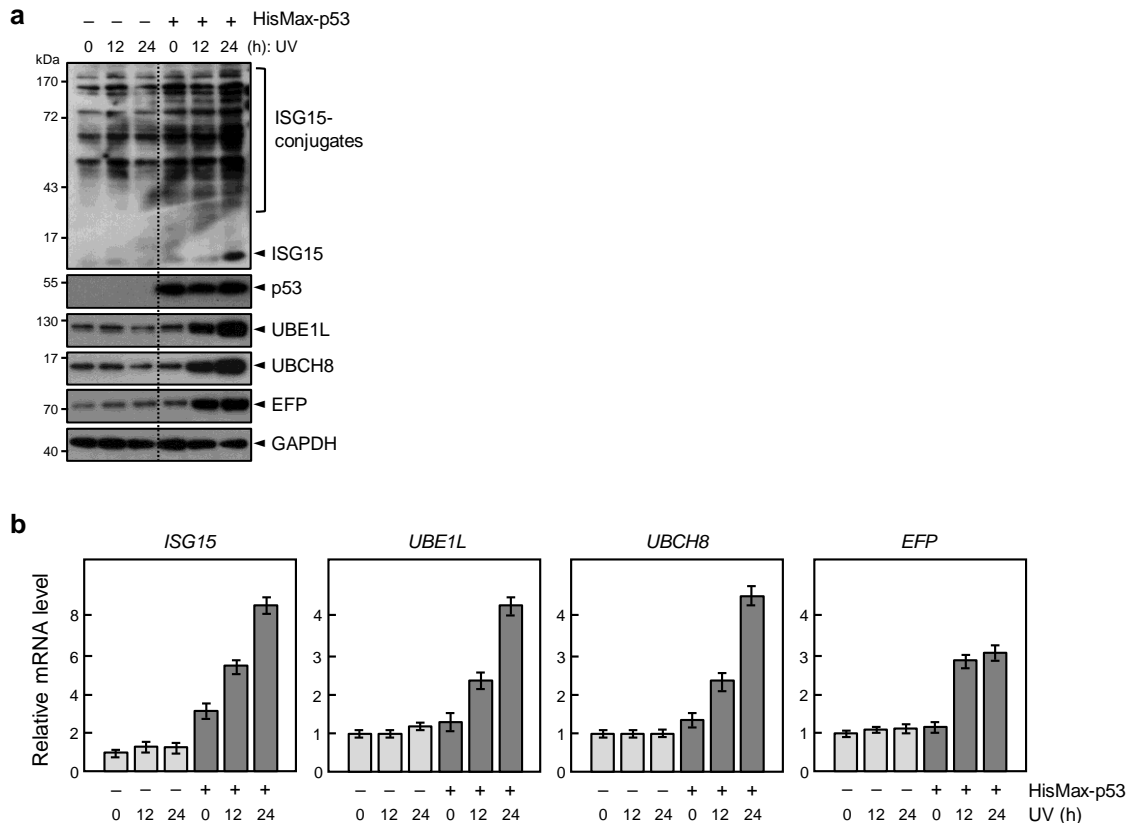 a
– – – + + + HisMax-p53
0 12 24 0 12 24 (h): UV
kDa
170
72
43
17
ISG15-
conjugates
ISG15
55
p53
130
UBE1L
17
UBCH8
70
EFP
40
GAPDH
b
ISG15 UBE1L UBCH8 EFP
Relative mRNA level
8
6
4
2
0
4
3
2
1
0
4
3
2
1
0
4
3
2
1
0
– – – + + + – – – + + + – – – + + + – – – + + + HisMax-p53
0 12 24 0 12 24 0 12 24 0 12 24 0 12 24 0 12 24 0 12 24 0 12 24 UV (h)